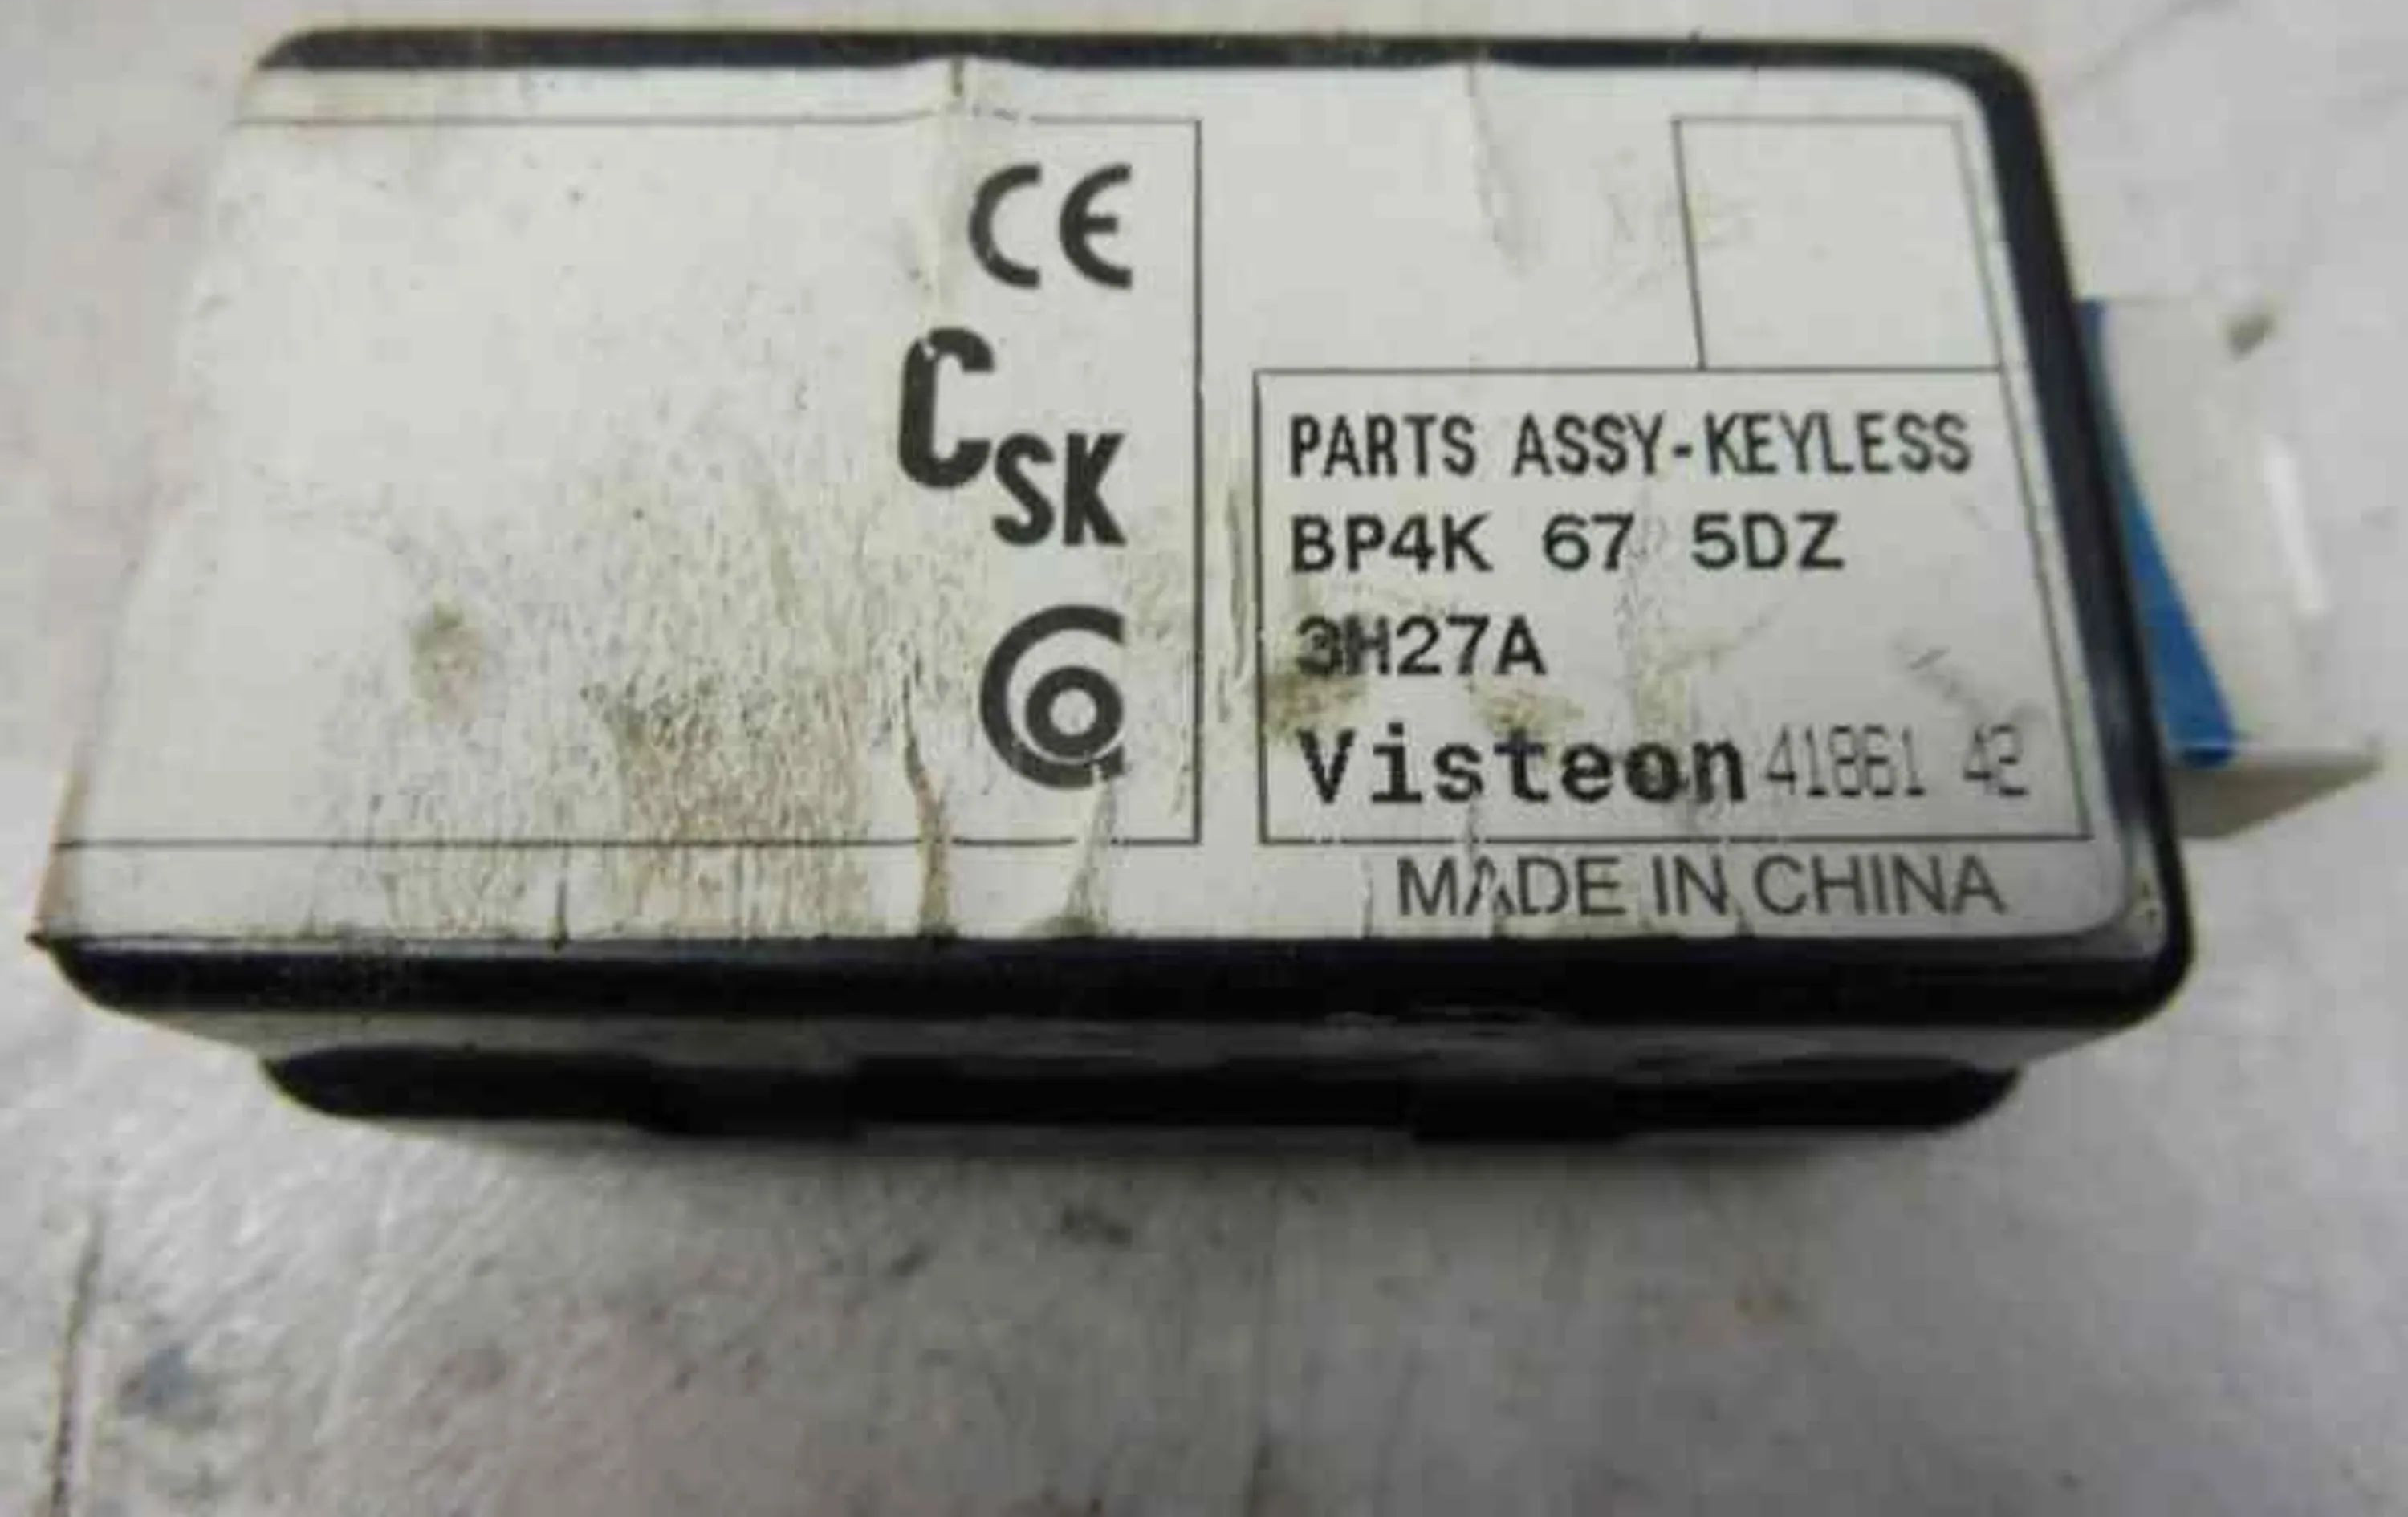 CE
CSK
PARTS ASSY-KEYLESS
BP4K 67 5DZ
3H27A
Visteon 41861 42
MADE IN CHINA